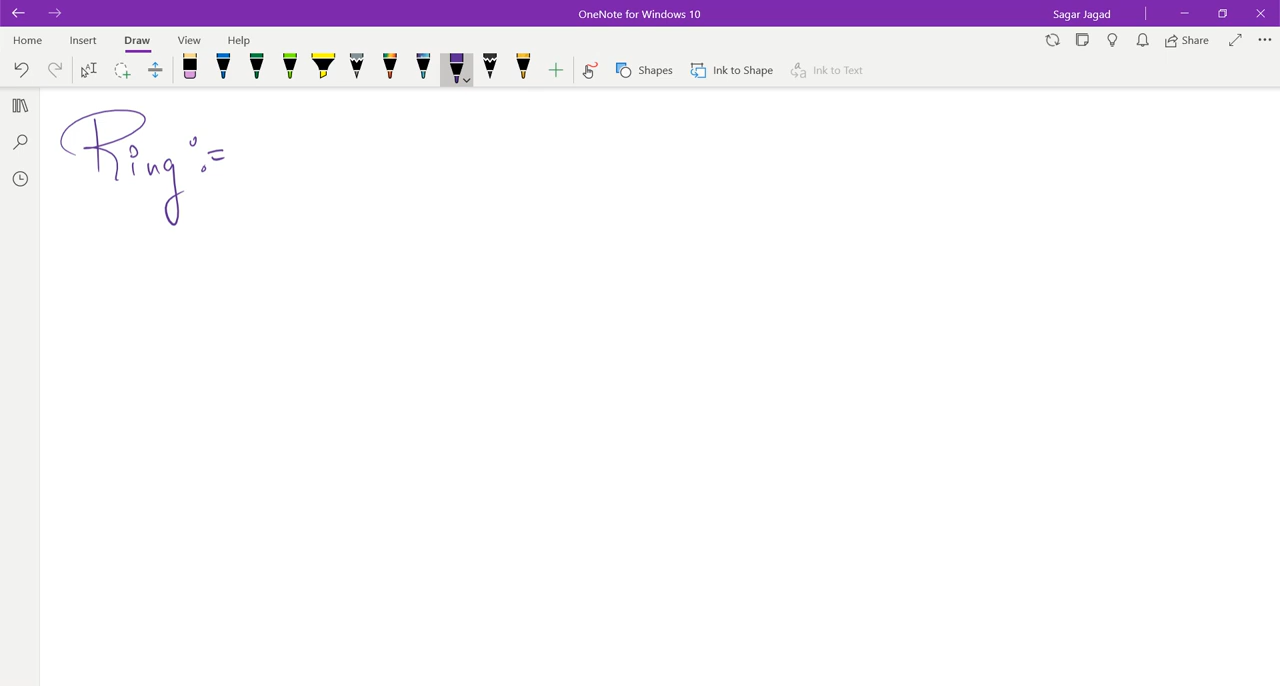 OneNote for Windows 10
Sagar Jagad
Home Insert Draw View Help
Share
Shapes Ink to Shape Ink to Text
Ring :=